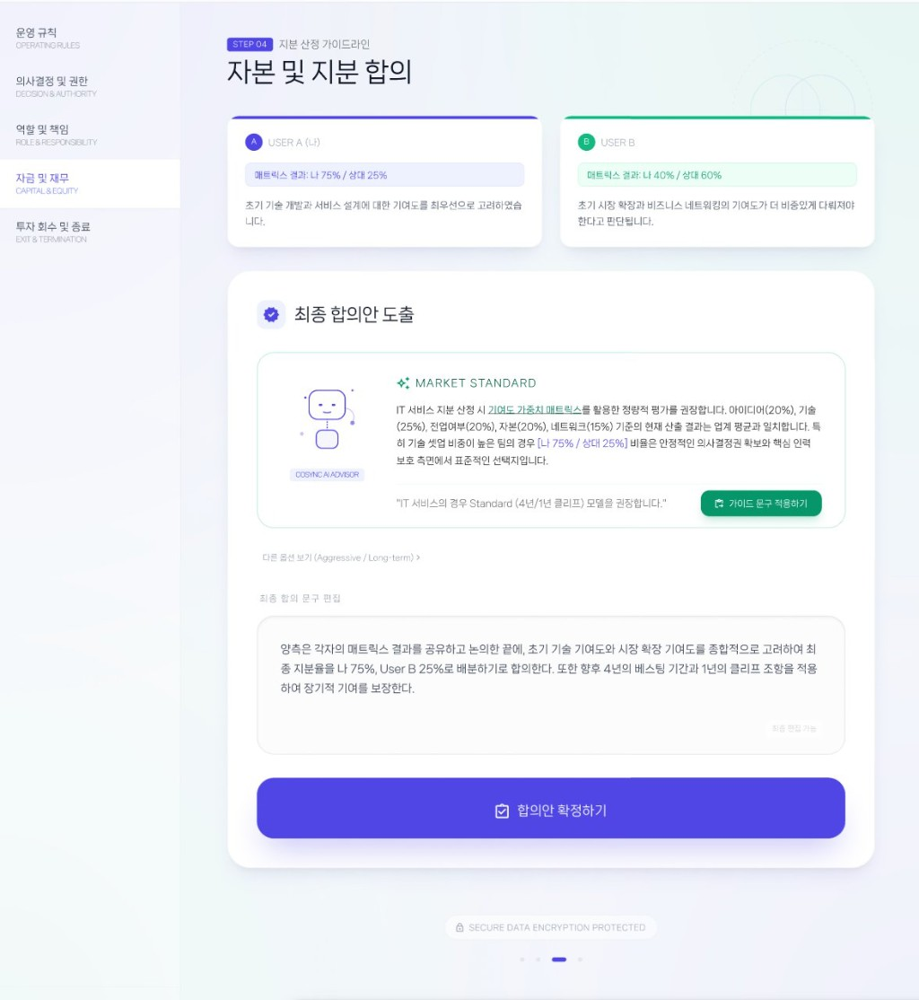 운영 규칙
OPERATING RULES
의사결정 및 권한
DECISION & AUTHORITY
역할 및 책임
ROLE & RESPONSIBILITY
자금 및 재무
CAPITAL & EQUITY
투자 회수 및 종료
EXIT & TERMINATION
STEP 04 지분 산정 가이드라인
자본 및 지분 합의
A USER A (나)
매트릭스 결과: 나 75% / 상대 25%
초기 기술 개발과 서비스 설계에 대한 기여도를 최우선으로 고려하였습
니다.
B USER B
매트릭스 결과: 나 40% / 상대 60%
초기 시장 확장과 비즈니스 네트워킹의 기여도가 더 비중있게 다뤄져야
한다고 판단됩니다.
최종 합의안 도출
COSYNC AI ADVISOR
MARKET STANDARD
IT 서비스 지분 산정 시 기여도 가중치 매트릭스를 활용한 정량적 평가를 권장합니다. 아이디어(20%), 기술
(25%), 전업여부(20%), 자본(20%), 네트워크(15%) 기준의 현재 산출 결과는 업계 평균과 일치합니다. 특
히 기술 셋업 비중이 높은 팀의 경우 [나 75% / 상대 25%] 비율은 안정적인 의사결정권 확보와 핵심 인력
보호 측면에서 표준적인 선택지입니다.
"IT 서비스의 경우 Standard (4년/1년 클리프) 모델을 권장합니다."
가이드 문구 적용하기
다른 옵션 보기 (Aggressive / Long-term) >
최종 합의 문구 편집
양측은 각자의 매트릭스 결과를 공유하고 논의한 끝에, 초기 기술 기여도와 시장 확장 기여도를 종합적으로 고려하여 최
종 지분율을 나 75%, User B 25%로 배분하기로 합의한다. 또한 향후 4년의 베스팅 기간과 1년의 클리프 조항을 적용
하여 장기적 기여를 보장한다.
최종 편집 가능
합의안 확정하기
SECURE DATA ENCRYPTION PROTECTED